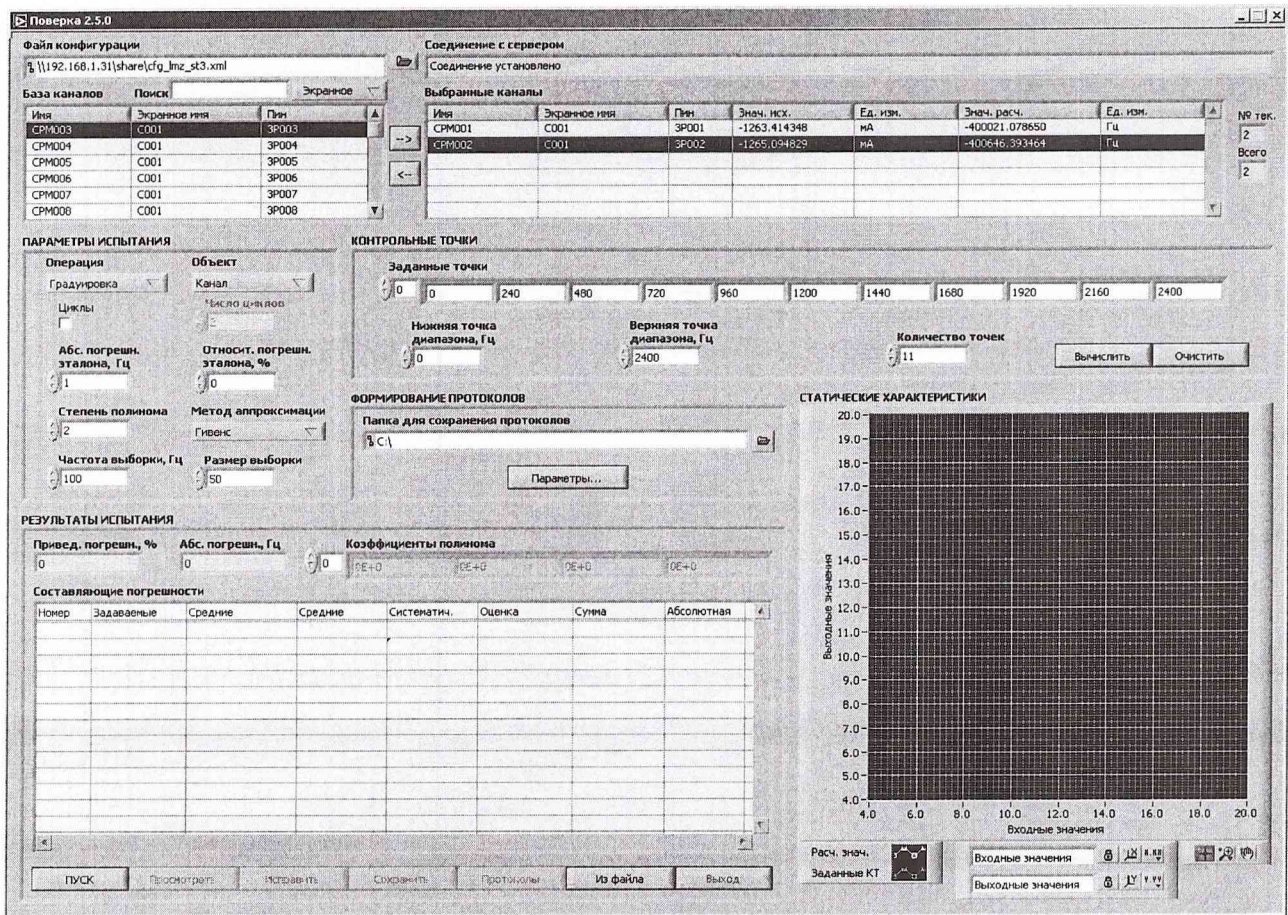 Поверка 2.5.0
Файл конфигурации
\\192.168.1.31\share\cfg_lmz_st3.xml
Соединение с сервером
Соединение установлено
База каналов Поиск Экранное
Имя Экранное имя Пин
CPM003 C001 3P003
CPM004 C001 3P004
CPM005 C001 3P005
CPM006 C001 3P006
CPM007 C001 3P007
CPM008 C001 3P008
-->
<--
Выбранные каналы
Имя Экранное имя Пин Знач. исх. Ед. изм. Знач. расч. Ед. изм.
CPM001 C001 3P001 -1263.414348 мА -400021.078650 Гц
CPM002 C001 3P002 -1265.094829 мА -400646.393464 Гц
№ тек.
2
Всего
2
ПАРАМЕТРЫ ИСПЫТАНИЯ
Операция Объект
Градуировка Канал
Циклы Число циклов
2
Абс. погрешн. эталона, Гц
1
Относит. погрешн. эталона, %
0
Степень полинома Метод аппроксимации
2 Гивенс
Частота выборки, Гц Размер выборки
100 50
КОНТРОЛЬНЫЕ ТОЧКИ
Заданные точки
0 0 240 480 720 960 1200 1440 1680 1920 2160 2400
Нижняя точка диапазона, Гц
0
Верхняя точка диапазона, Гц
2400
Количество точек
11
Вычислить Очистить
ФОРМИРОВАНИЕ ПРОТОКОЛОВ
Папка для сохранения протоколов
C:\
Параметры...
РЕЗУЛЬТАТЫ ИСПЫТАНИЯ
Привед. погрешн., % Абс. погрешн., Гц Коэффициенты полинома
0 0 0 0E+0 0E+0 0E+0 0E+0
Составляющие погрешности
Номер Задаваемые Средние Средние Систематич. Оценка Сумма Абсолютная
ПУСК Просмотреть Исправить Сохранить Протоколы Из файла Выход
СТАТИЧЕСКИЕ ХАРАКТЕРИСТИКИ
Выходные значения
20.0
19.0
18.0
17.0
16.0
15.0
14.0
13.0
12.0
11.0
10.0
9.0
8.0
7.0
6.0
5.0
4.0
4.0 6.0 8.0 10.0 12.0 14.0 16.0 18.0 20.0
Входные значения
Расч. знач.
Заданные КТ
Входные значения
Выходные значения